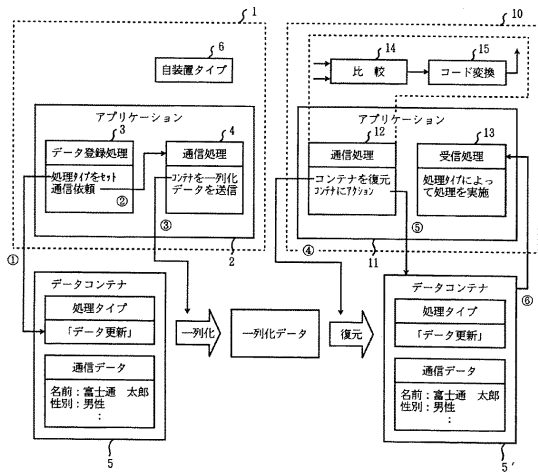 1
10
6
自装置タイプ
14
比 較
15
コード変換
アプリケーション
3
データ登録処理
処理タイプをセット
通信依頼
②
4
通信処理
コンテナを一列化
データを送信
③
2
アプリケーション
12
通信処理
コンテナを復元
コンテナにアクション
13
受信処理
処理タイプによっ
て処理を実施
④
⑤
11
①
⑥
データコンテナ
処理タイプ
「データ更新」
通信データ
名前：富士通 太郎
性別：男性
：
5
一列化
一列化データ
復元
データコンテナ
処理タイプ
「データ更新」
通信データ
名前：富士通 太郎
性別：男性
：
5′